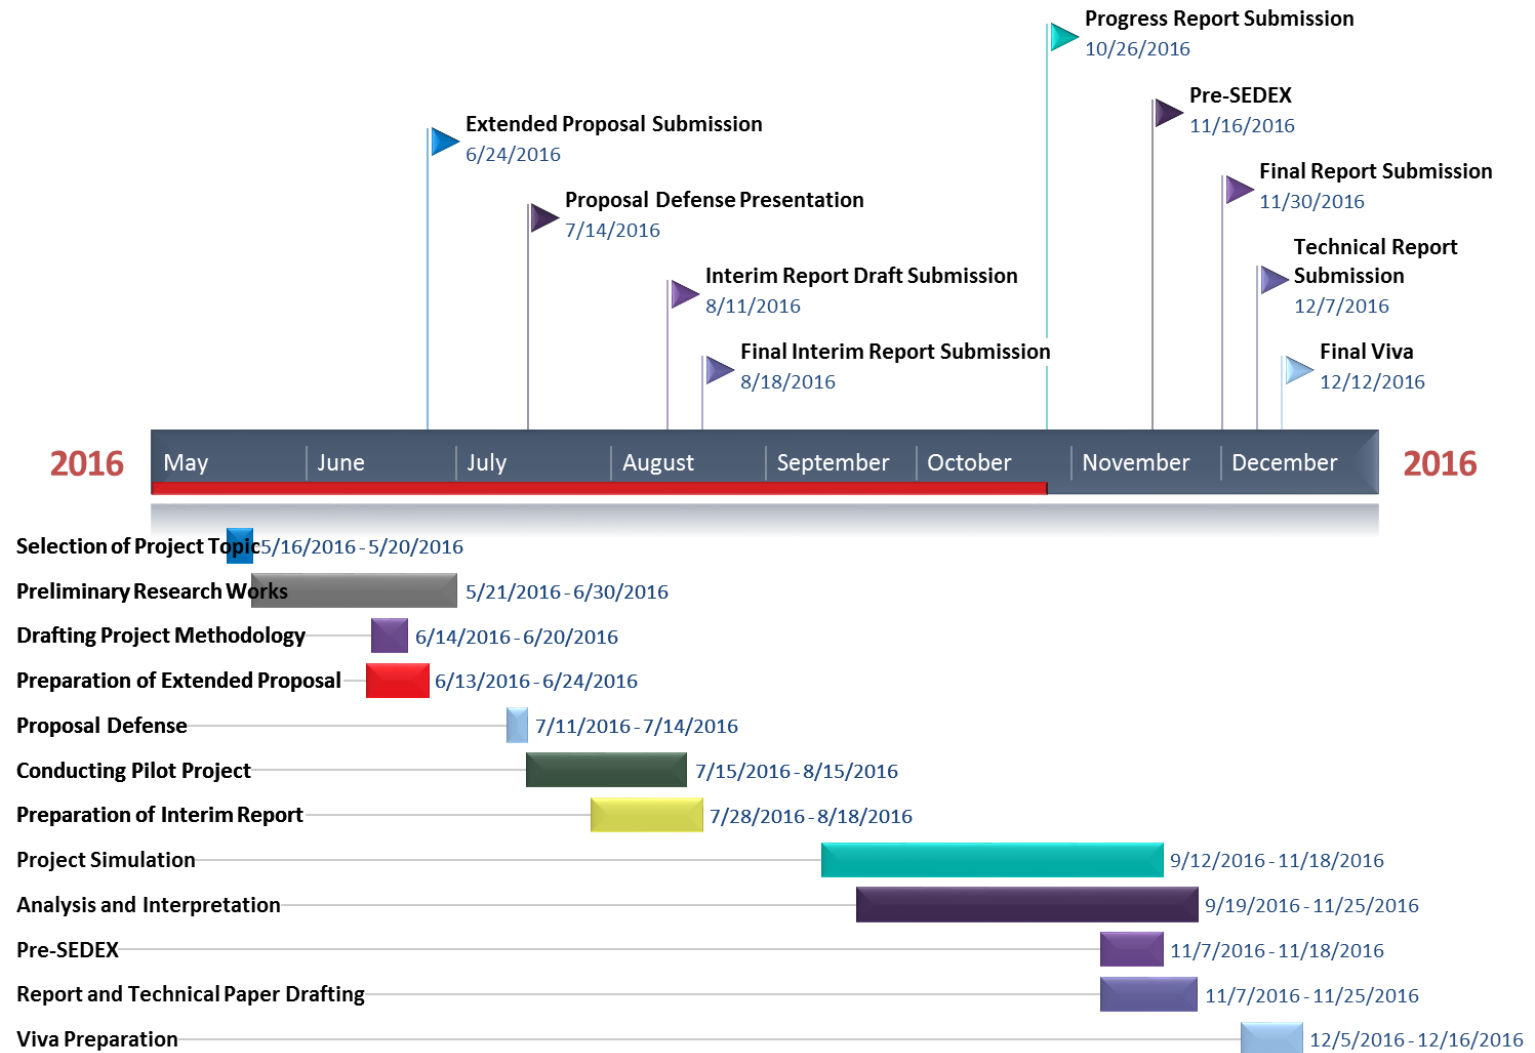 Progress Report Submission
10/26/2016
Pre-SEDEX
11/16/2016
Extended Proposal Submission
6/24/2016
Final Report Submission
11/30/2016
Proposal Defense Presentation
7/14/2016
Technical Report
Submission
12/7/2016
Interim Report Draft Submission
8/11/2016
Final Interim Report Submission
8/18/2016
Final Viva
12/12/2016
2016 May June July August September October November December 2016
Selection of Project Topic 5/16/2016 - 5/20/2016
Preliminary Research Works 5/21/2016 - 6/30/2016
Drafting Project Methodology 6/14/2016 - 6/20/2016
Preparation of Extended Proposal 6/13/2016 - 6/24/2016
Proposal Defense 7/11/2016 - 7/14/2016
Conducting Pilot Project 7/15/2016 - 8/15/2016
Preparation of Interim Report 7/28/2016 - 8/18/2016
Project Simulation 9/12/2016 - 11/18/2016
Analysis and Interpretation 9/19/2016 - 11/25/2016
Pre-SEDEX 11/7/2016 - 11/18/2016
Report and Technical Paper Drafting 11/7/2016 - 11/25/2016
Viva Preparation 12/5/2016 - 12/16/2016